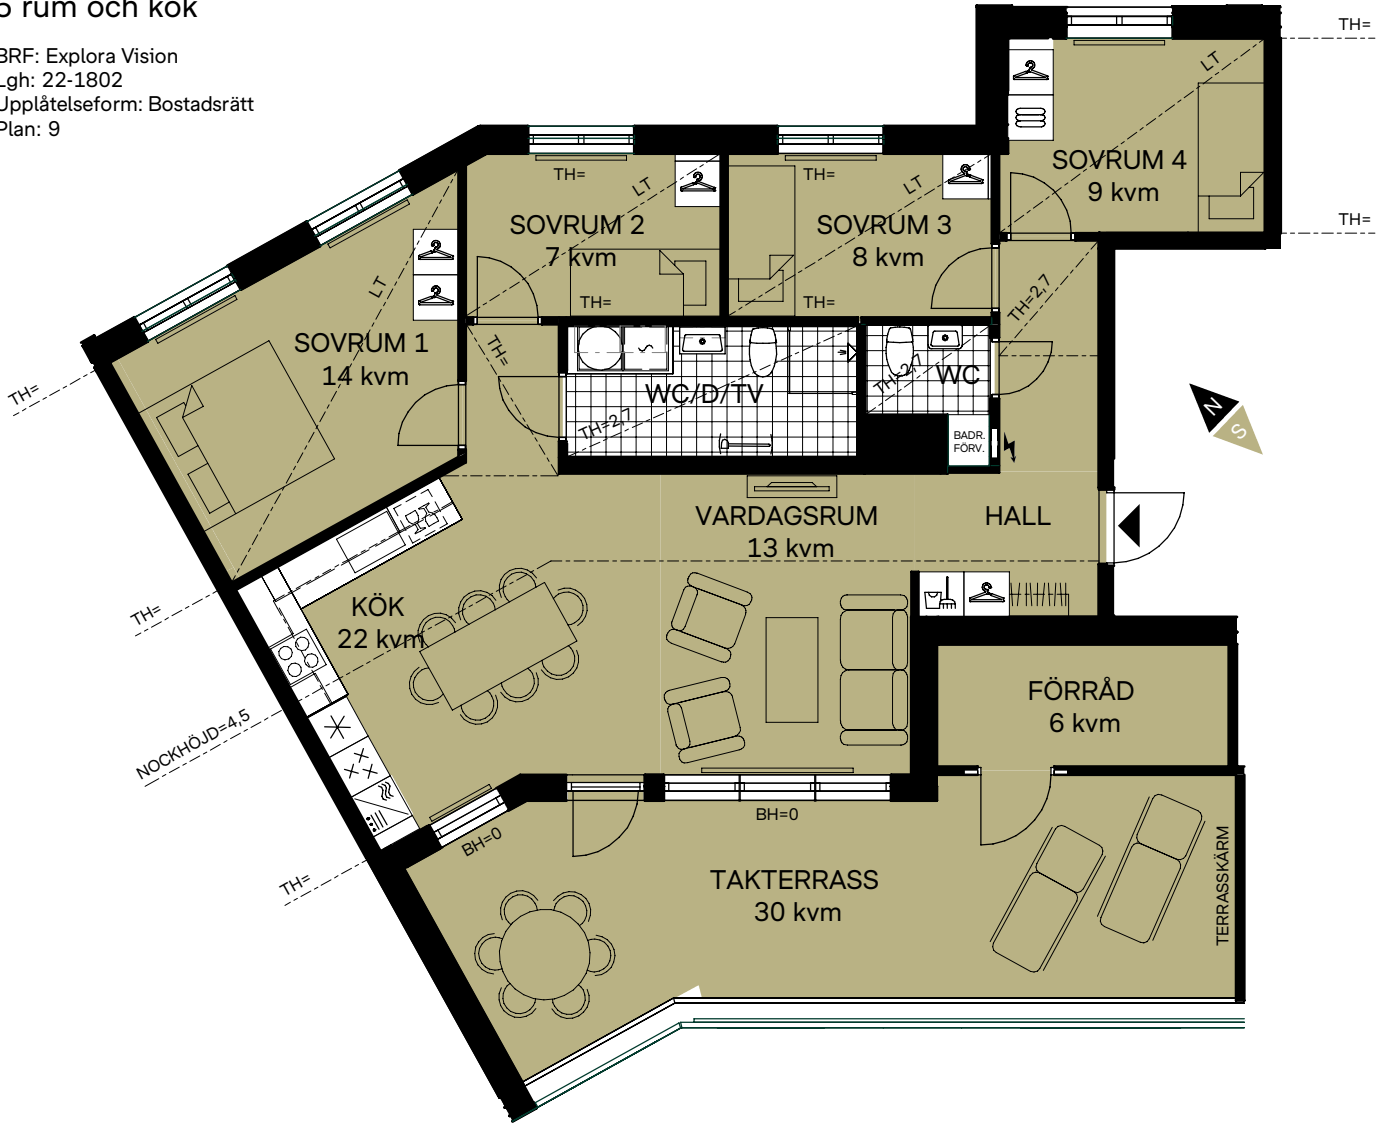 5 rum och kök
BRF: Explora Vision
Lgh: 22-1802
Upplåtelseform: Bostadsrätt
Plan: 9
TH=
TH=
LT
SOVRUM 4
9 kvm
TH=
LT
SOVRUM 2
7 kvm
TH=
TH=
LT
SOVRUM 3
8 kvm
TH=
LT
SOVRUM 1
14 kvm
TH=
TH=2,7
TH=
WC/D/TV
TH=2,7
WC
TH=2,7
BADR.
FÖRV.
N
S
VARDAGSRUM
13 kvm
HALL
KÖK
22 kvm
TH=
NOCKHÖJD=4,5
FÖRRÅD
6 kvm
BH=0
BH=0
TH=
TAKTERRASS
30 kvm
TERRASSKÄRM